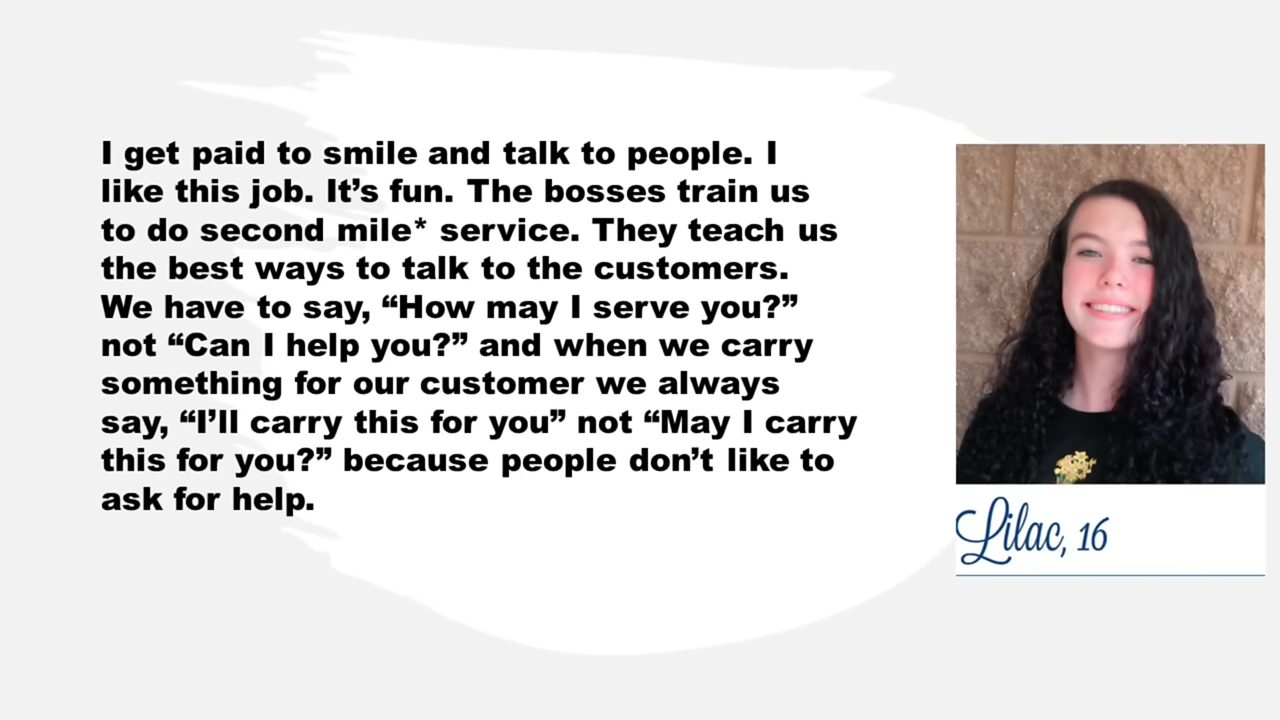 I get paid to smile and talk to people. I
like this job. It’s fun. The bosses train us
to do second mile* service. They teach us
the best ways to talk to the customers.
We have to say, “How may I serve you?”
not “Can I help you?” and when we carry
something for our customer we always
say, “I’ll carry this for you” not “May I carry
this for you?” because people don’t like to
ask for help.
Lilac, 16